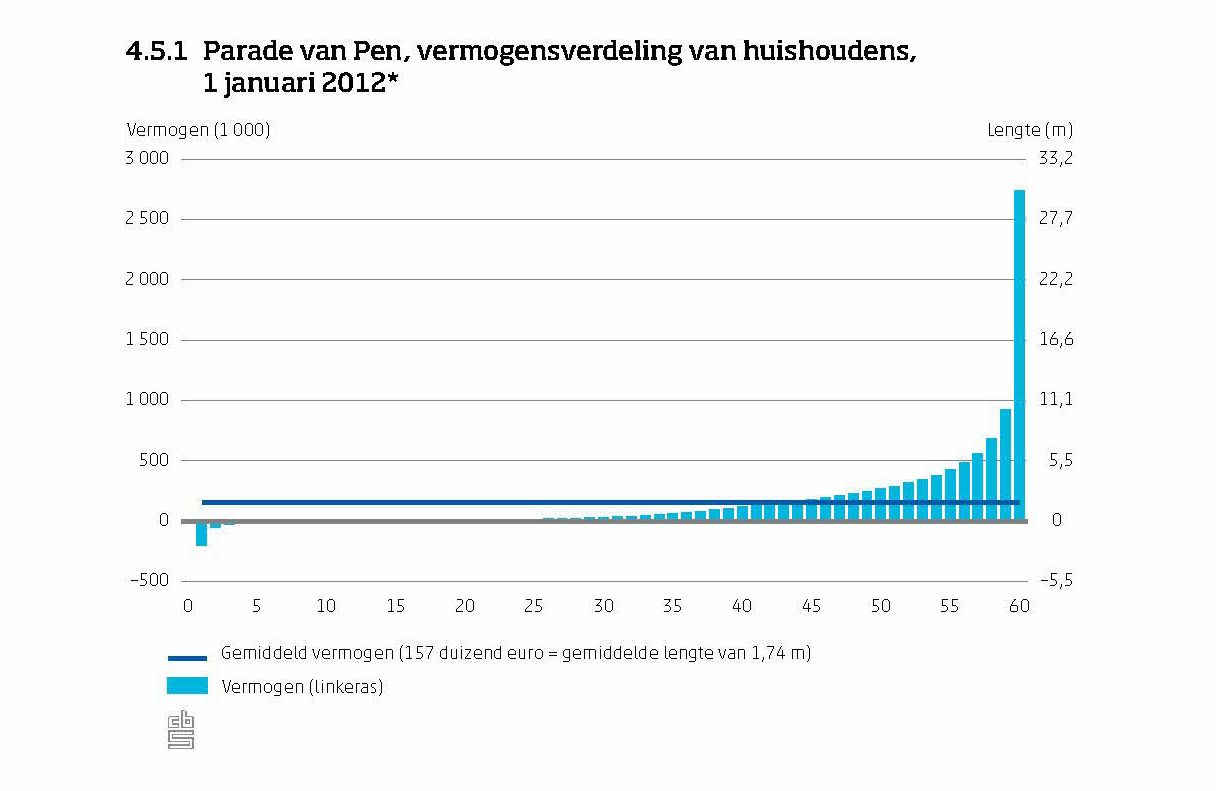 4.5.1 Parade van Pen, vermogensverdeling van huishoudens,
1 januari 2012*
Vermogen (1 000) Lengte (m)
3 000 33,2
2 500 27,7
2 000 22,2
1 500 16,6
1 000 11,1
500 5,5
0 0
–500 –5,5
0 5 10 15 20 25 30 35 40 45 50 55 60
Gemiddeld vermogen (157 duizend euro = gemiddelde lengte van 1,74 m)
Vermogen (linkeras)
cbs